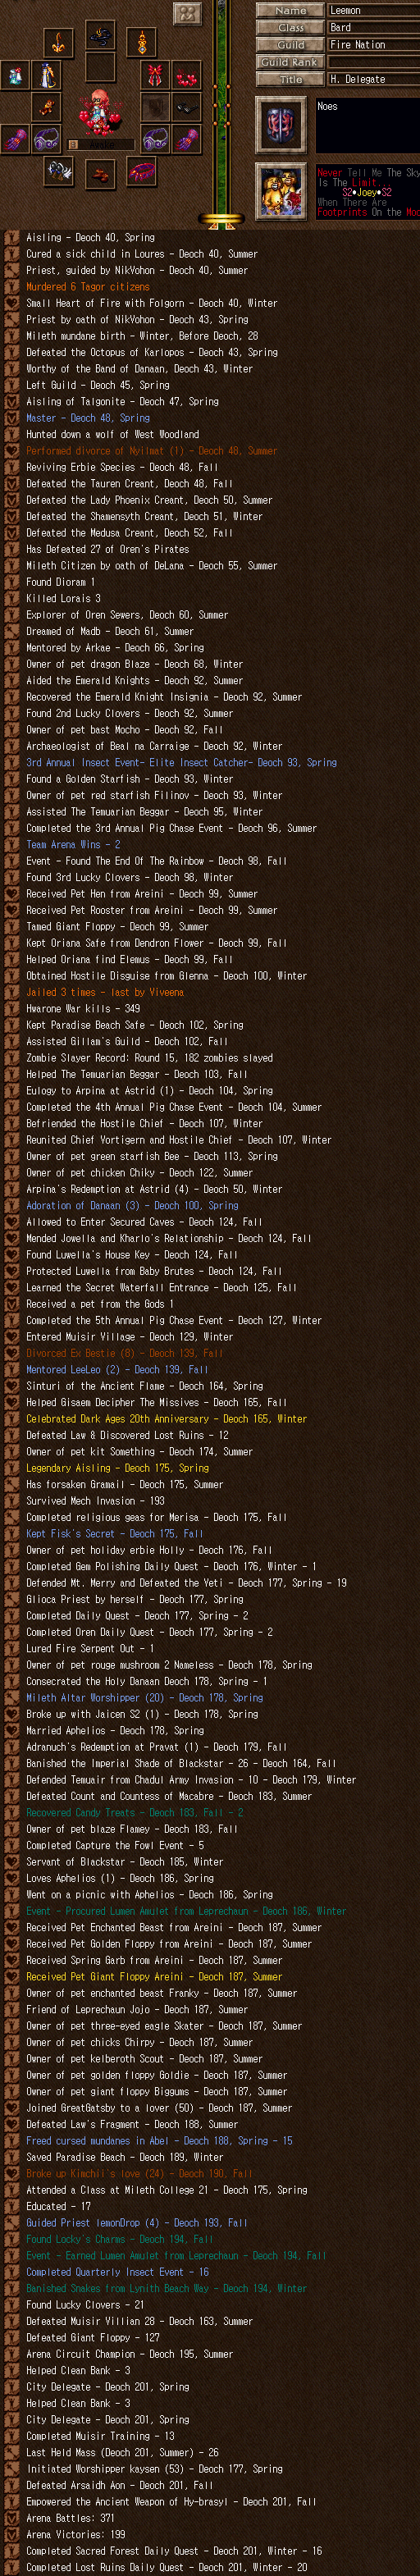 Name Leemon
Class Bard
Guild Fire Nation
Guild Rank
Title H. Delegate
Awake
Noes
Never Tell Me The Sky
Is The Limit..
S2•Joey•S2
When There Are
Footprints On the Moo
Aisling - Deoch 40, Spring
Cured a sick child in Loures - Deoch 40, Summer
Priest, guided by NikVohon - Deoch 40, Summer
Murdered 6 Tagor citizens
Small Heart of Fire with Folgorn - Deoch 40, Winter
Priest by oath of NikVohon - Deoch 43, Spring
Mileth mundane birth - Winter, Before Deoch, 28
Defeated the Octopus of Karlopos - Deoch 43, Spring
Worthy of the Band of Danaan, Deoch 43, Winter
Left Guild - Deoch 45, Spring
Aisling of Talgonite - Deoch 47, Spring
Master - Deoch 48, Spring
Hunted down a wolf of West Woodland
Performed divorce of Nyilmat (1) - Deoch 48, Summer
Reviving Erbie Species - Deoch 48, Fall
Defeated the Tauren Creant, Deoch 48, Fall
Defeated the Lady Phoenix Creant, Deoch 50, Summer
Defeated the Shamensyth Creant, Deoch 51, Winter
Defeated the Medusa Creant, Deoch 52, Fall
Has Defeated 27 of Oren's Pirates
Mileth Citizen by oath of DeLana - Deoch 55, Summer
Found Dioram 1
Killed Lorais 3
Explorer of Oren Sewers, Deoch 60, Summer
Dreamed of Madb - Deoch 61, Summer
Mentored by Arkae - Deoch 66, Spring
Owner of pet dragon Blaze - Deoch 68, Winter
Aided the Emerald Knights - Deoch 92, Summer
Recovered the Emerald Knight Insignia - Deoch 92, Summer
Found 2nd Lucky Clovers - Deoch 92, Summer
Owner of pet bast Mocho - Deoch 92, Fall
Archaeologist of Beal na Carraige - Deoch 92, Winter
3rd Annual Insect Event- Elite Insect Catcher- Deoch 93, Spring
Found a Golden Starfish - Deoch 93, Winter
Owner of pet red starfish Filinov - Deoch 93, Winter
Assisted The Temuarian Beggar - Deoch 95, Winter
Completed the 3rd Annual Pig Chase Event - Deoch 96, Summer
Team Arena Wins - 2
Event - Found The End Of The Rainbow - Deoch 98, Fall
Found 3rd Lucky Clovers - Deoch 98, Winter
Received Pet Hen from Areini - Deoch 99, Summer
Received Pet Rooster from Areini - Deoch 99, Summer
Tamed Giant Floppy - Deoch 99, Summer
Kept Oriana Safe from Dendron Flower - Deoch 99, Fall
Helped Oriana find Elemus - Deoch 99, Fall
Obtained Hostile Disguise from Glenna - Deoch 100, Winter
Jailed 3 times - last by Viveena
Hwarone War kills - 349
Kept Paradise Beach Safe - Deoch 102, Spring
Assisted Gillam's Guild - Deoch 102, Fall
Zombie Slayer Record: Round 15, 182 zombies slayed
Helped The Temuarian Beggar - Deoch 103, Fall
Eulogy to Arpina at Astrid (1) - Deoch 104, Spring
Completed the 4th Annual Pig Chase Event - Deoch 104, Summer
Befriended the Hostile Chief - Deoch 107, Winter
Reunited Chief Vortigern and Hostile Chief - Deoch 107, Winter
Owner of pet green starfish Bee - Deoch 113, Spring
Owner of pet chicken Chiky - Deoch 122, Summer
Arpina's Redemption at Astrid (4) - Deoch 50, Winter
Adoration of Danaan (3) - Deoch 100, Spring
Allowed to Enter Secured Caves - Deoch 124, Fall
Mended Jowella and Kharlo's Relationship - Deoch 124, Fall
Found Luwella's House Key - Deoch 124, Fall
Protected Luwella from Baby Brutes - Deoch 124, Fall
Learned the Secret Waterfall Entrance - Deoch 125, Fall
Received a pet from the Gods 1
Completed the 5th Annual Pig Chase Event - Deoch 127, Winter
Entered Muisir Village - Deoch 129, Winter
Divorced Ex Bestie (8) - Deoch 139, Fall
Mentored LeeLeo (2) - Deoch 139, Fall
Sinturi of the Ancient Flame - Deoch 164, Spring
Helped Gisaem Decipher The Missives - Deoch 165, Fall
Celebrated Dark Ages 20th Anniversary - Deoch 165, Winter
Defeated Law & Discovered Lost Ruins - 12
Owner of pet kit Something - Deoch 174, Summer
Legendary Aisling - Deoch 175, Spring
Has forsaken Gramail - Deoch 175, Summer
Survived Mech Invasion - 193
Completed religious geas for Merisa - Deoch 175, Fall
Kept Fisk's Secret - Deoch 175, Fall
Owner of pet holiday erbie Holly - Deoch 176, Fall
Completed Gem Polishing Daily Quest - Deoch 176, Winter - 1
Defended Mt. Merry and Defeated the Yeti - Deoch 177, Spring - 19
Glioca Priest by herself - Deoch 177, Spring
Completed Daily Quest - Deoch 177, Spring - 2
Completed Oren Daily Quest - Deoch 177, Spring - 2
Lured Fire Serpent Out - 1
Owner of pet rouge mushroom 2 Nameless - Deoch 178, Spring
Consecrated the Holy Danaan Deoch 178, Spring - 1
Mileth Altar Worshipper (20) - Deoch 178, Spring
Broke up with Jaicen S2 (1) - Deoch 178, Spring
Married Aphelios - Deoch 178, Spring
Adranuch's Redemption at Pravat (1) - Deoch 179, Fall
Banished the Imperial Shade of Blackstar - 26 - Deoch 164, Fall
Defended Temuair from Chadul Army Invasion - 10 - Deoch 179, Winter
Defeated Count and Countess of Macabre - Deoch 183, Summer
Recovered Candy Treats - Deoch 183, Fall - 2
Owner of pet blaze Flamey - Deoch 183, Fall
Completed Capture the Fowl Event - 5
Servant of Blackstar - Deoch 185, Winter
Loves Aphelios (1) - Deoch 186, Spring
Went on a picnic with Aphelios - Deoch 186, Spring
Event - Procured Lumen Amulet from Leprechaun - Deoch 186, Winter
Received Pet Enchanted Beast from Areini - Deoch 187, Summer
Received Pet Golden Floppy from Areini - Deoch 187, Summer
Received Spring Garb from Areini - Deoch 187, Summer
Received Pet Giant Floppy Areini - Deoch 187, Summer
Owner of pet enchanted beast Franky - Deoch 187, Summer
Friend of Leprechaun Jojo - Deoch 187, Summer
Owner of pet three-eyed eagle Skater - Deoch 187, Summer
Owner of pet chicks Chirpy - Deoch 187, Summer
Owner of pet kelberoth Scout - Deoch 187, Summer
Owner of pet golden floppy Goldie - Deoch 187, Summer
Owner of pet giant floppy Biggums - Deoch 187, Summer
Joined GreatGatsby to a lover (50) - Deoch 187, Summer
Defeated Law's Fragment - Deoch 188, Summer
Freed cursed mundanes in Abel - Deoch 188, Spring - 15
Saved Paradise Beach - Deoch 189, Winter
Broke up Kimchii's love (24) - Deoch 190, Fall
Attended a Class at Mileth College 21 - Deoch 175, Spring
Educated - 17
Guided Priest lemonDrop (4) - Deoch 193, Fall
Found Locky's Charms - Deoch 194, Fall
Event - Earned Lumen Amulet from Leprechaun - Deoch 194, Fall
Completed Quarterly Insect Event - 16
Banished Snakes from Lynith Beach Way - Deoch 194, Winter
Found Lucky Clovers - 21
Defeated Muisir Villian 28 - Deoch 163, Summer
Defeated Giant Floppy - 127
Arena Circuit Champion - Deoch 195, Summer
Helped Clean Bank - 3
City Delegate - Deoch 201, Spring
Helped Clean Bank - 3
City Delegate - Deoch 201, Spring
Completed Muisir Training - 13
Last Held Mass (Deoch 201, Summer) - 26
Initiated Worshipper kaysen (53) - Deoch 177, Spring
Defeated Arsaidh Aon - Deoch 201, Fall
Empowered the Ancient Weapon of Hy-brasyl - Deoch 201, Fall
Arena Battles: 371
Arena Victories: 199
Completed Sacred Forest Daily Quest - Deoch 201, Winter - 16
Completed Lost Ruins Daily Quest - Deoch 201, Winter - 20